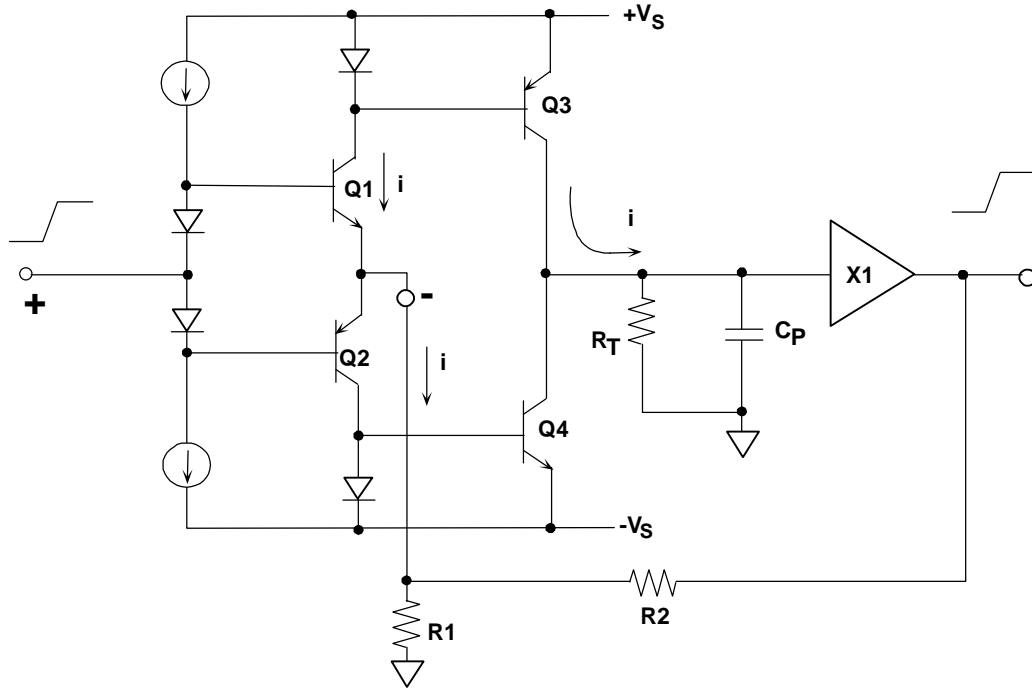 +VS
Q3
Q1
i
i
+
-
X1
RT
CP
Q2
i
Q4
-VS
R2
R1